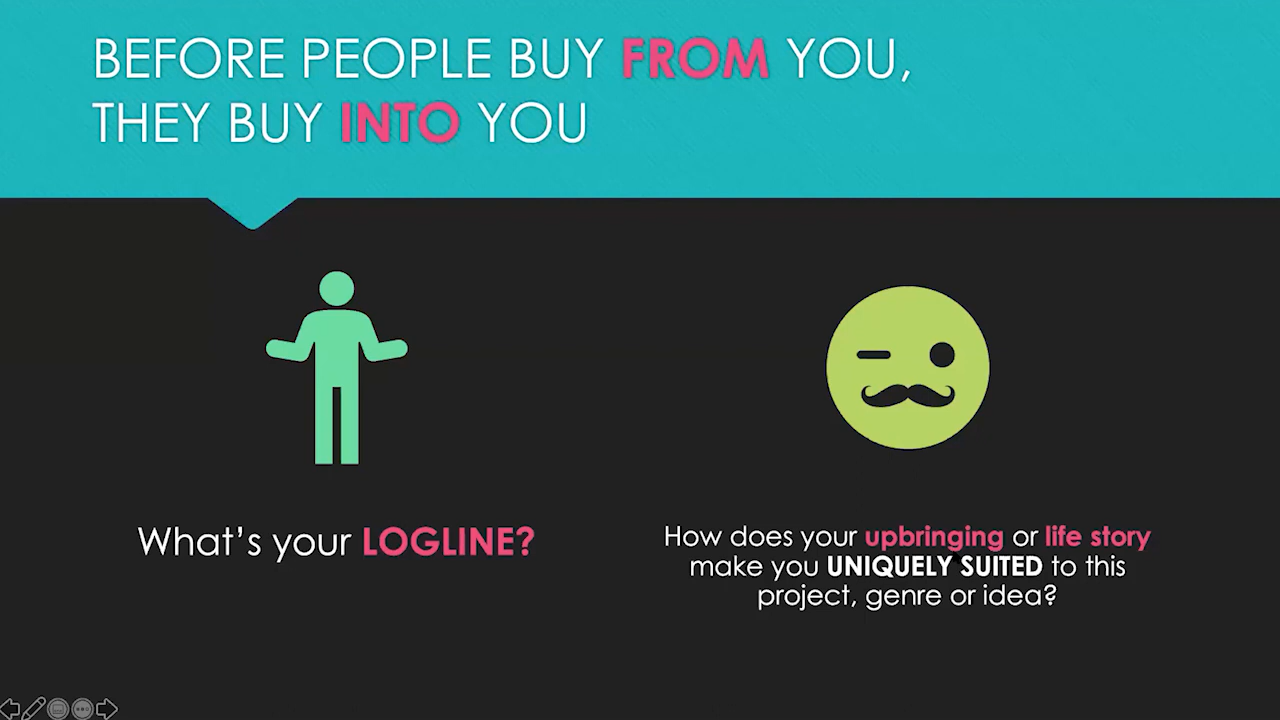 BEFORE PEOPLE BUY FROM YOU,
THEY BUY INTO YOU
What's your LOGLINE?
How does your upbringing or life story
make you UNIQUELY SUITED to this
project, genre or idea?